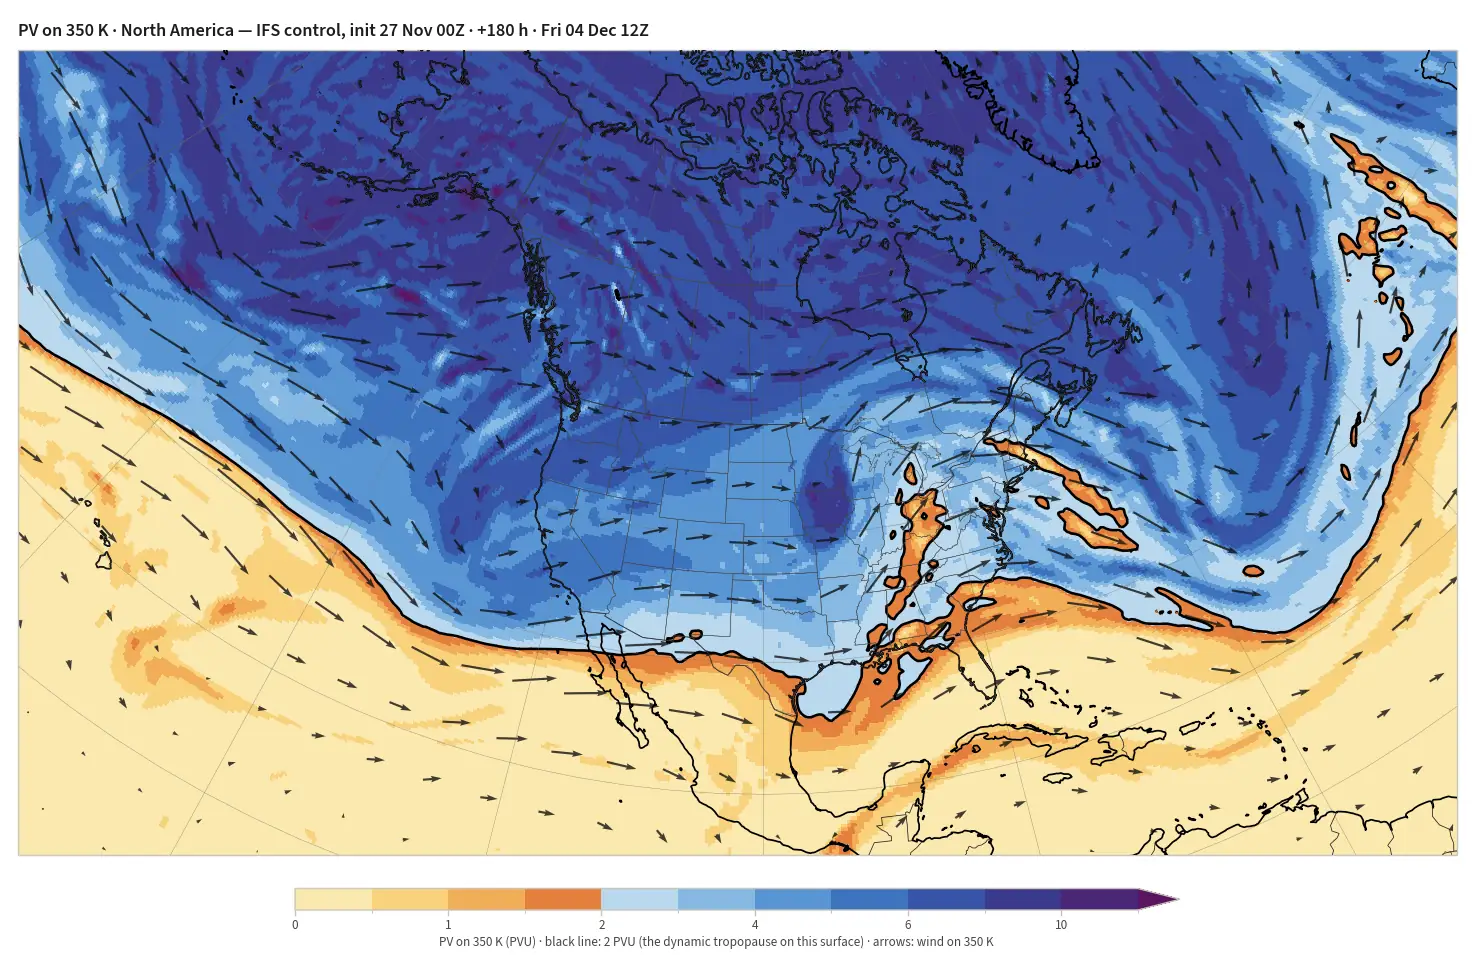 PV on 350 K · North America — IFS control, init 27 Nov 00Z · +180 h · Fri 04 Dec 12Z
0 1 2 4 6 10
PV on 350 K (PVU) · black line: 2 PVU (the dynamic tropopause on this surface) · arrows: wind on 350 K